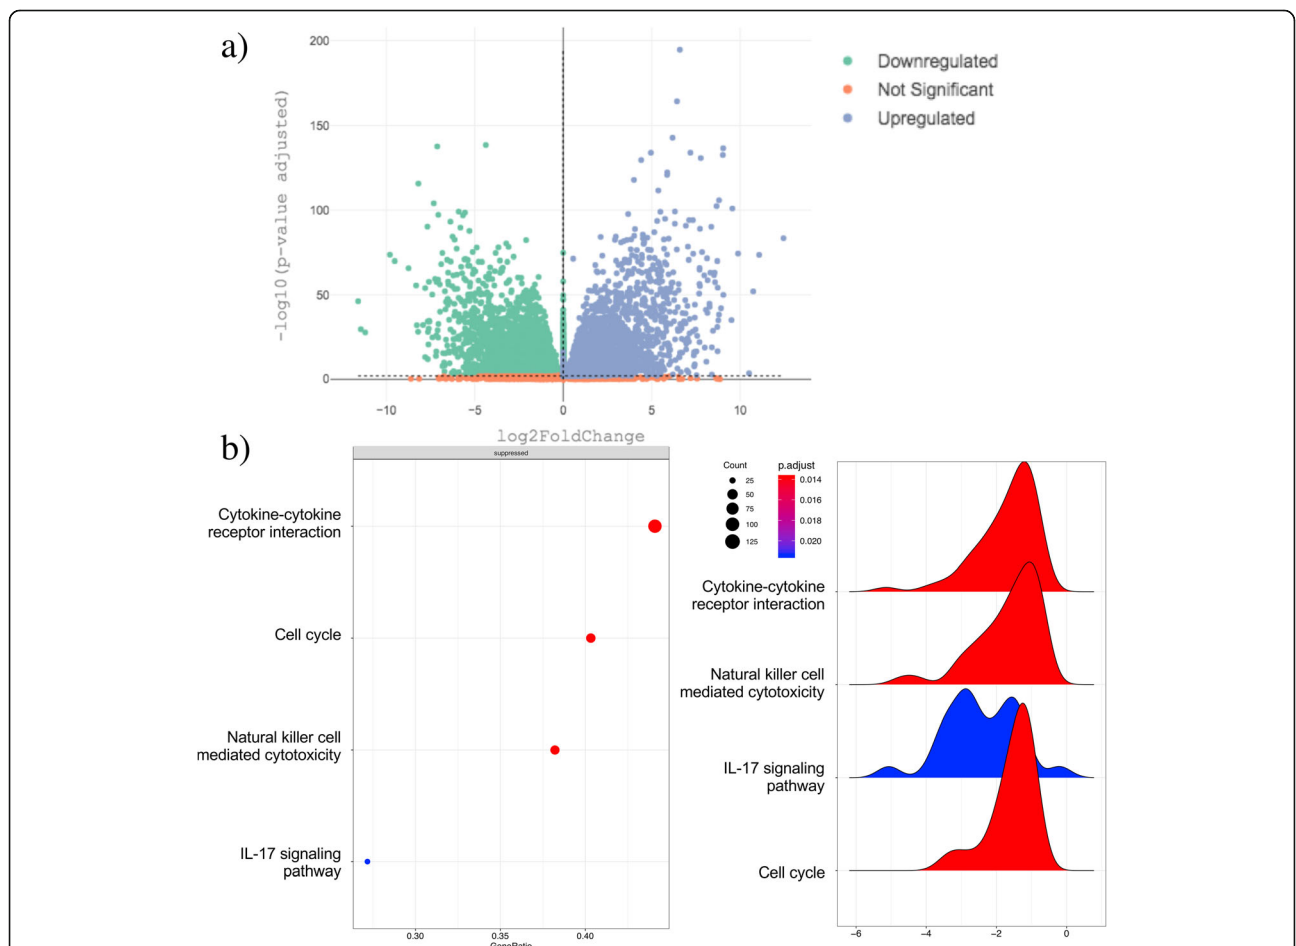 a)
200
150
100
50
0
-log10(p-value adjusted)
−10
−5
0
5
10
log2FoldChange
Downregulated
Not Significant
Upregulated
b)
suppressed
Cytokine-cytokine
receptor interaction
Cell cycle
Natural killer cell
mediated cytotoxicity
IL-17 signaling
pathway
0.30
0.35
0.40
GeneRatio
Count
25
50
75
100
125
p.adjust
0.014
0.016
0.018
0.020
Cytokine-cytokine
receptor interaction
Natural killer cell
mediated cytotoxicity
IL-17 signaling
pathway
Cell cycle
−6
−4
−2
0